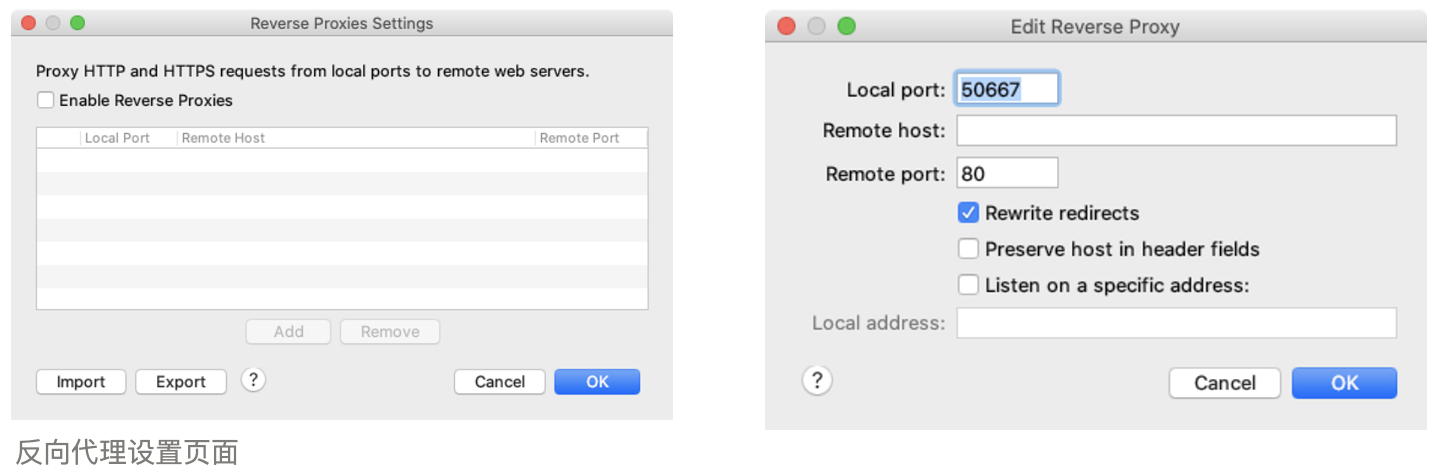 Reverse Proxies Settings
Proxy HTTP and HTTPS requests from local ports to remote web servers.
Enable Reverse Proxies
Local Port Remote Host Remote Port
Add Remove
Import Export ? Cancel OK
反向代理设置页面
Edit Reverse Proxy
Local port: 50667
Remote host:
Remote port: 80
Rewrite redirects
Preserve host in header fields
Listen on a specific address:
Local address:
? Cancel OK